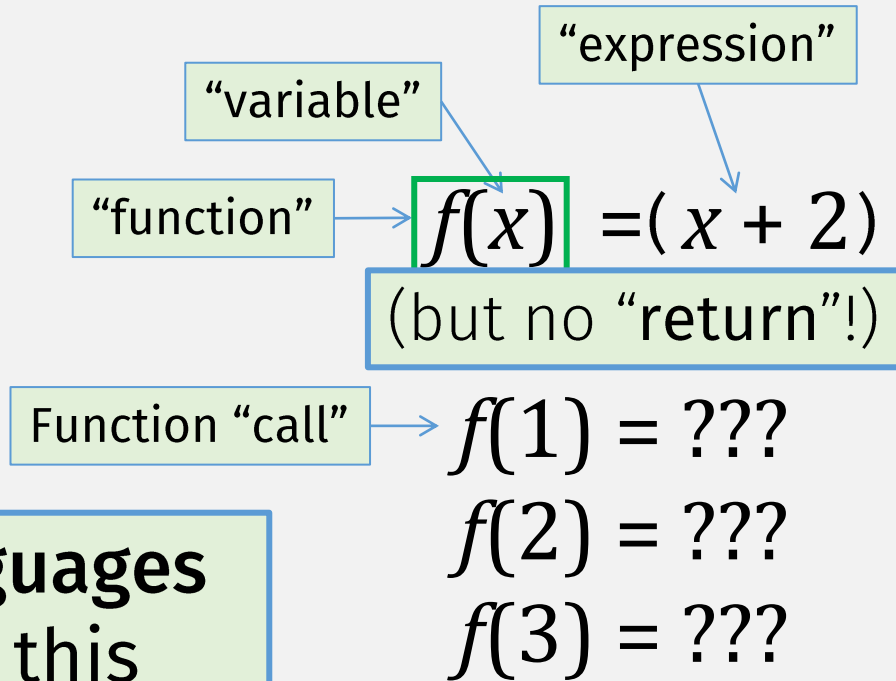 “expression”
“variable”
“function”
f(x) =(x + 2)
(but no “return”!)
Function “call”
f(1) = ???
f(2) = ???
f(3) = ???
guages
this